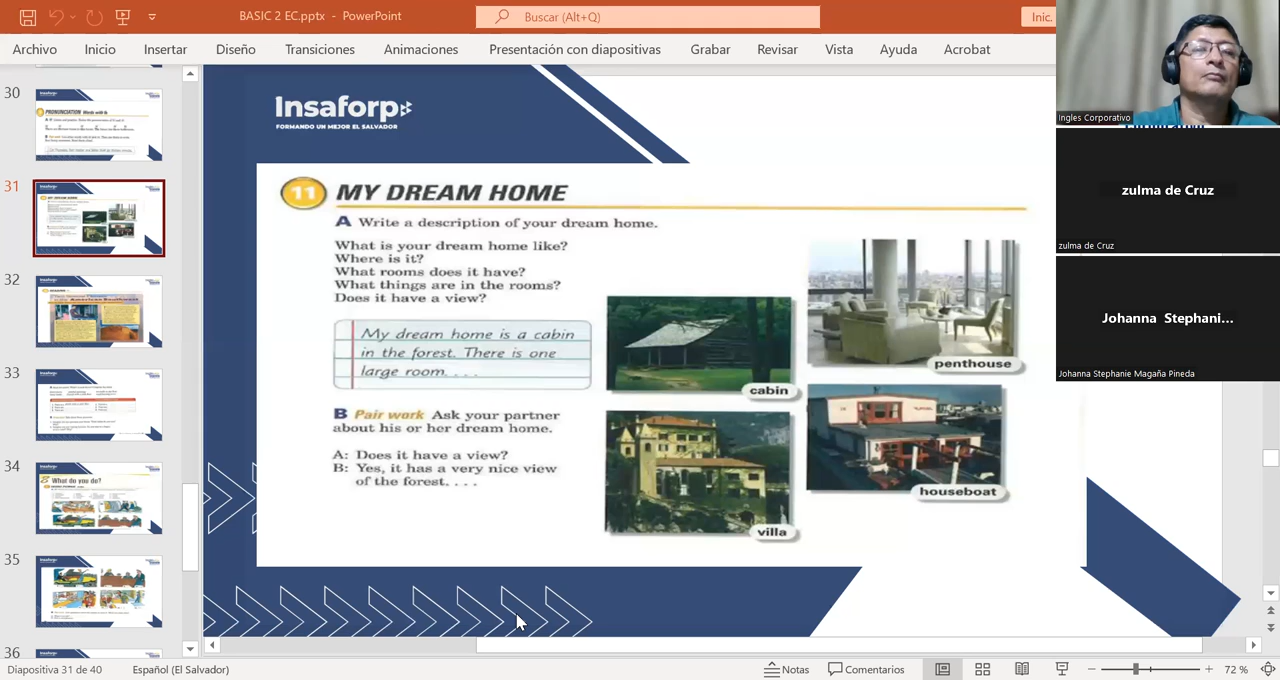 BASIC 2 EC.pptx - PowerPoint
Buscar (Alt+Q)
Inic.
Archivo Inicio Insertar Diseño Transiciones Animaciones Presentación con diapositivas Grabar Revisar Vista Ayuda Acrobat
30
31
32
33
34
What do you do?
35
36
Insaforp
FORMANDO UN MEJOR EL SALVADOR
11 MY DREAM HOME
A Write a description of your dream home.
What is your dream home like?
Where is it?
What rooms does it have?
What things are in the rooms?
Does it have a view?
My dream home is a cabin
in the forest. There is one
large room. . . .
B Pair work Ask your partner
about his or her dream home.
A: Does it have a view?
B: Yes, it has a very nice view
of the forest. . . .
penthouse
cabin
houseboat
villa
Ingles Corporativo
zulma de Cruz
zulma de Cruz
Johanna Stephani...
Johanna Stephanie Magaña Pineda
Diapositiva 31 de 40 Español (El Salvador) Notas Comentarios 72 %